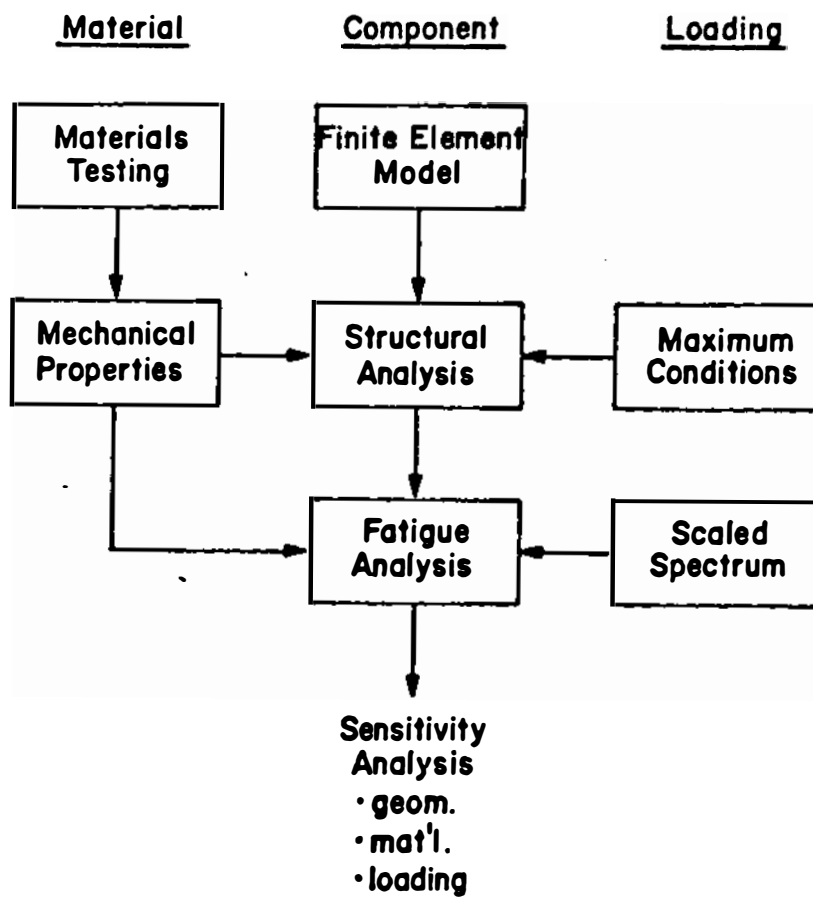 Material
Component
Loading
Materials
Testing
Finite Element
Model
Mechanical
Properties
Structural
Analysis
Maximum
Conditions
Fatigue
Analysis
Scaled
Spectrum
Sensitivity
Analysis
• geom.
• mat'l.
• loading